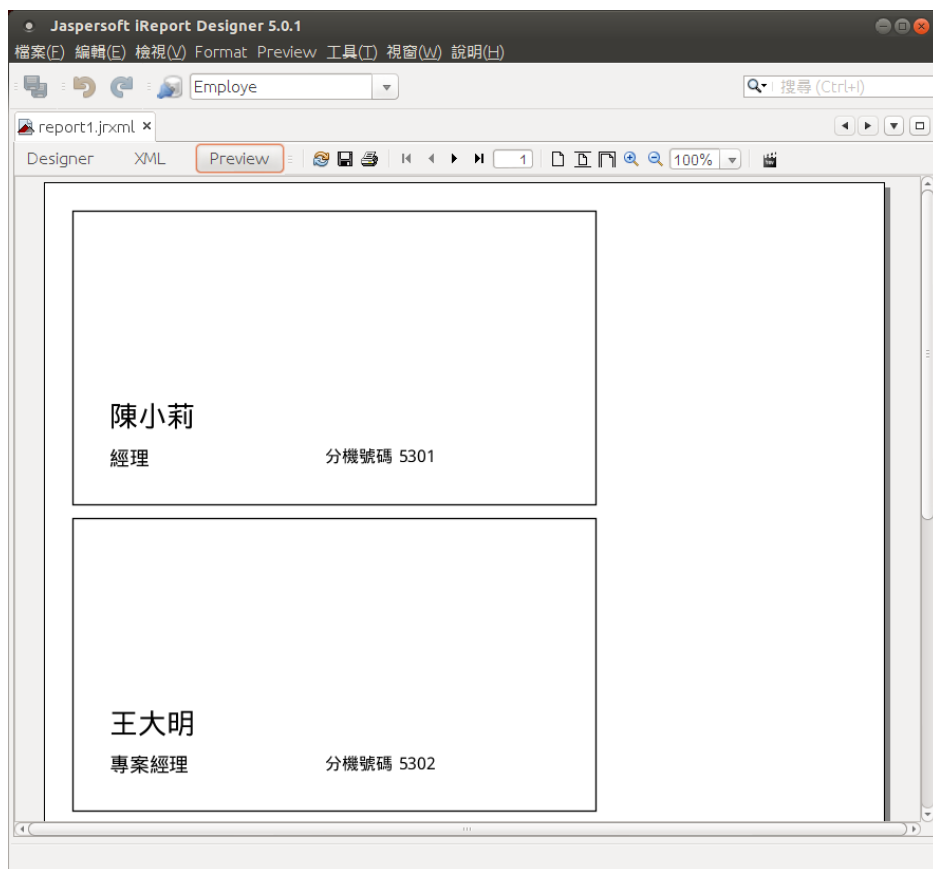 Jaspersoft iReport Designer 5.0.1
檔案(F) 編輯(E) 檢視(V) Format Preview 工具(T) 視窗(W) 說明(H)
Employe 搜尋 (Ctrl+I)
report1.jrxml ×
Designer XML Preview 1 100%
陳小莉
經理 分機號碼 5301
王大明
專案經理 分機號碼 5302